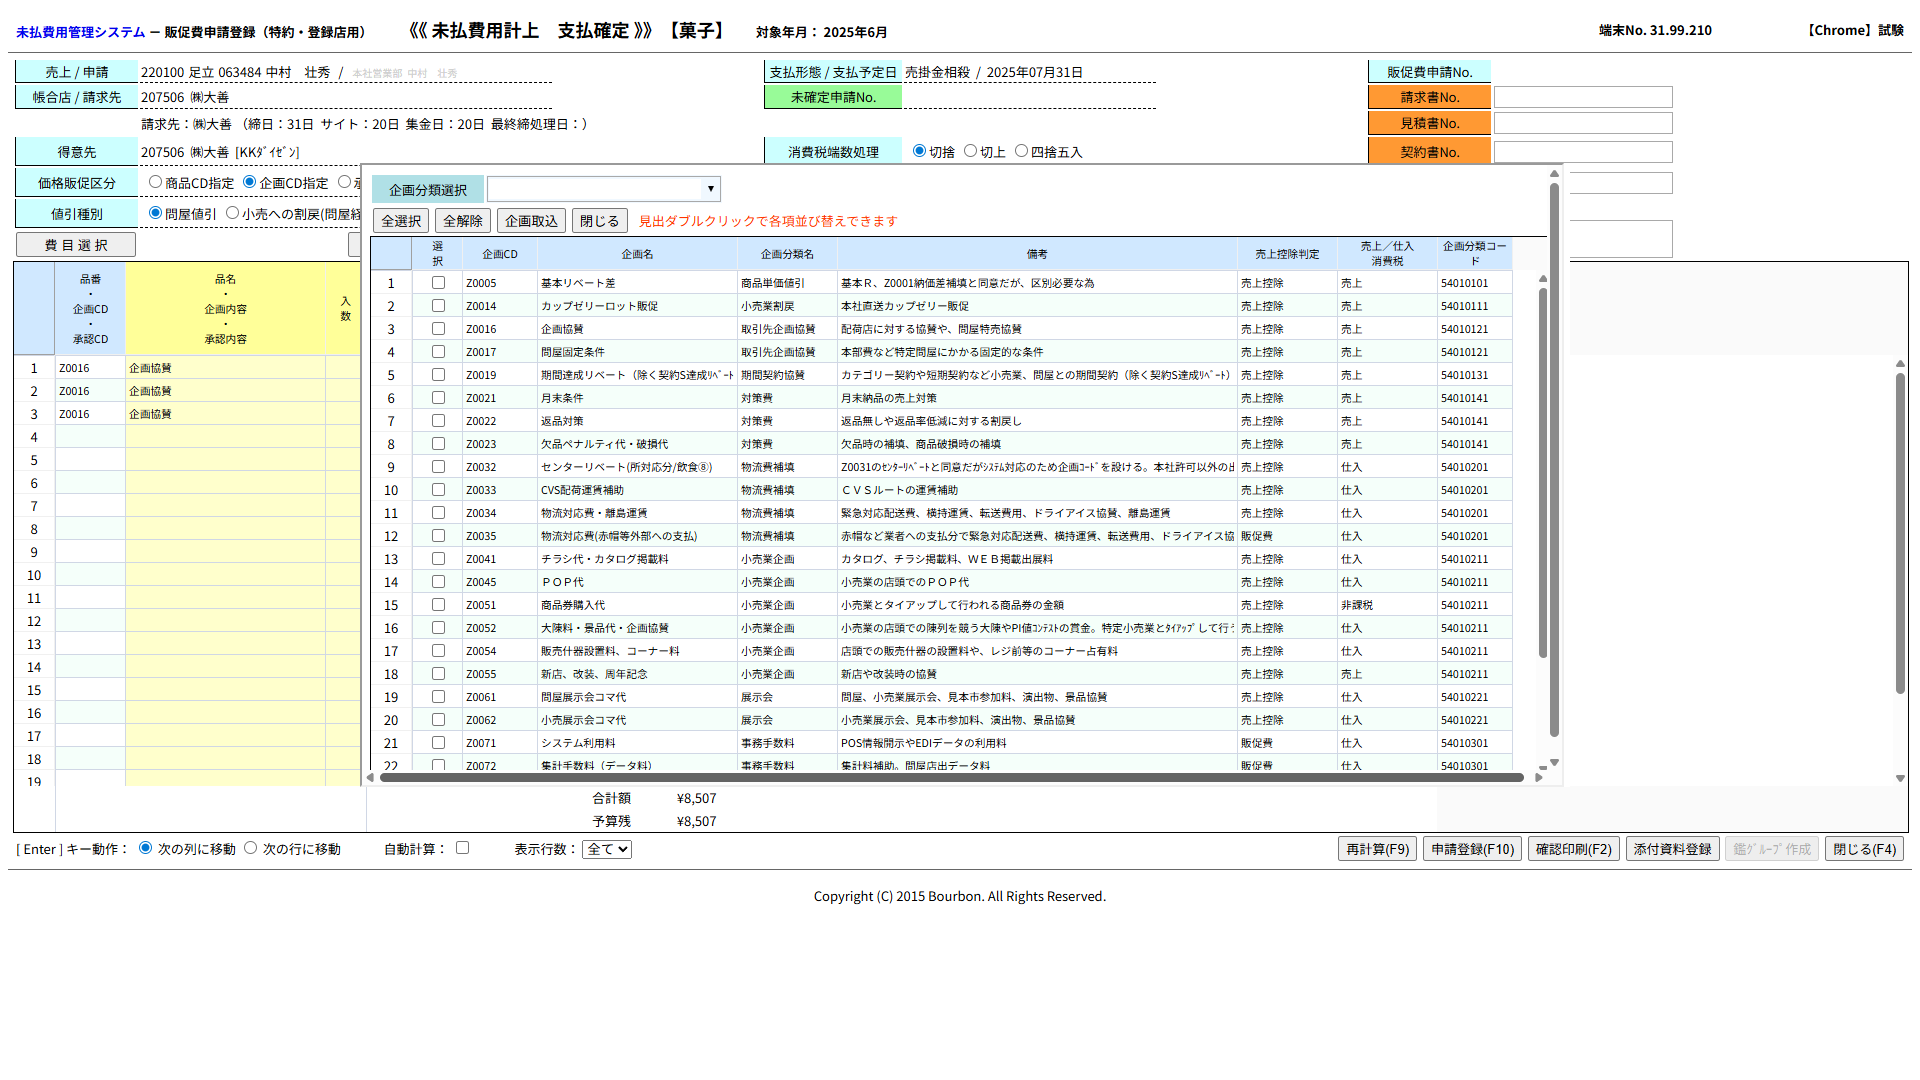 未払費用管理システム － 販促費申請登録（特約・登録店用） 《《 未払費用計上　支払確定 》》 【菓子】 対象年月： 2025年6月 端末No. 31.99.210 【Chrome】試験
売上 / 申請 220100 足立 063484 中村　壮秀 / 本社営業部 中村　壮秀 支払形態 / 支払予定日 売掛金相殺 / 2025年07月31日 販促費申請No.
帳合店 / 請求先 207506 ㈱大善 未確定申請No. 請求書No.
請求先：㈱大善 （締日：31日 サイト：20日 集金日：20日 最終締処理日：） 見積書No.
得意先 207506 ㈱大善 [KKﾀﾞｲｾﾞﾝ] 消費税端数処理 切捨 切上 四捨五入 契約書No.
価格販促区分 商品CD指定 企画CD指定
値引種別 問屋値引 小売への割戻(問屋経
費 目 選 択
企画分類選択
全選択 全解除 企画取込 閉じる 見出ダブルクリックで各項並び替えできます
品番 ・ 企画CD ・ 承認CD 品名 ・ 企画内容 ・ 承認内容 入数
1 Z0016 企画協賛
2 Z0016 企画協賛
3 Z0016 企画協賛
4
5
6
7
8
9
10
11
12
13
14
15
16
17
18
19
選択 企画CD 企画名 企画分類名 備考 売上控除判定 売上／仕入 消費税 企画分類コード
1 Z0005 基本リベート差 商品単価値引 基本Ｒ、Z0001納価差補填と同意だが、区別必要な為 売上控除 売上 54010101
2 Z0014 カップゼリーロット販促 小売業割戻 本社直送カップゼリー販促 売上控除 売上 54010111
3 Z0016 企画協賛 取引先企画協賛 配荷店に対する協賛や、問屋特売協賛 売上控除 売上 54010121
4 Z0017 問屋固定条件 取引先企画協賛 本部費など特定問屋にかかる固定的な条件 売上控除 売上 54010121
5 Z0019 期間達成リベート（除く契約S達成ﾘﾍﾞｰﾄ 期間契約協賛 カテゴリー契約や短期契約など小売業、問屋との期間契約（除く契約S達成ﾘﾍﾞｰﾄ） 売上控除 売上 54010131
6 Z0021 月末条件 対策費 月末納品の売上対策 売上控除 売上 54010141
7 Z0022 返品対策 対策費 返品無しや返品率低減に対する割戻し 売上控除 売上 54010141
8 Z0023 欠品ペナルティ代・破損代 対策費 欠品時の補填、商品破損時の補填 売上控除 売上 54010141
9 Z0032 センターリベート(所対応分/飲食⑧) 物流費補填 Z0031のｾﾝﾀｰﾘﾍﾞｰﾄと同意だがｼｽﾃﾑ対応のため企画ｺｰﾄﾞを設ける。本社許可以外の 売上控除 仕入 54010201
10 Z0033 CVS配荷運賃補助 物流費補填 ＣＶＳルートの運賃補助 売上控除 仕入 54010201
11 Z0034 物流対応費・離島運賃 物流費補填 緊急対応配送費、横持運賃、転送費用、ドライアイス協賛、離島運賃 売上控除 仕入 54010201
12 Z0035 物流対応費(赤帽等外部への支払) 物流費補填 赤帽など業者への支払分で緊急対応配送費、横持運賃、転送費用、ドライアイス協 販促費 仕入 54010201
13 Z0041 チラシ代・カタログ掲載料 小売業企画 カタログ、チラシ掲載料、ＷＥＢ掲載出展料 売上控除 仕入 54010211
14 Z0045 ＰＯＰ代 小売業企画 小売業の店頭でのＰＯＰ代 売上控除 仕入 54010211
15 Z0051 商品券購入代 小売業企画 小売業とタイアップして行われる商品券の金額 売上控除 非課税 54010211
16 Z0052 大陳料・景品代・企画協賛 小売業企画 小売業の店頭での陳列を競う大陳やPI値ｺﾝﾃｽﾄの賞金。特定小売業とﾀｲｱｯﾌﾟして行 売上控除 仕入 54010211
17 Z0054 販売什器設置料、コーナー料 小売業企画 店頭での販売什器の設置料や、レジ前等のコーナー占有料 売上控除 仕入 54010211
18 Z0055 新店、改装、周年記念 小売業企画 新店や改装時の協賛 売上控除 売上 54010211
19 Z0061 問屋展示会コマ代 展示会 問屋、小売業展示会、見本市参加料、演出物、景品協賛 売上控除 仕入 54010221
20 Z0062 小売展示会コマ代 展示会 小売業展示会、見本市参加料、演出物、景品協賛 売上控除 仕入 54010221
21 Z0071 システム利用料 事務手数料 POS情報開示やEDIデータの利用料 販促費 仕入 54010301
22 Z0072 集計手数料（データ料） 事務手数料 集計料補助。問屋店出データ料 販促費 仕入 54010301
合計額 ¥8,507
予算残 ¥8,507
[ Enter ] キー動作： 次の列に移動 次の行に移動 自動計算： 表示行数： 全て 再計算(F9) 申請登録(F10) 確認印刷(F2) 添付資料登録 鑑ｸﾞﾙｰﾌﾟ作成 閉じる(F4)
Copyright (C) 2015 Bourbon. All Rights Reserved.